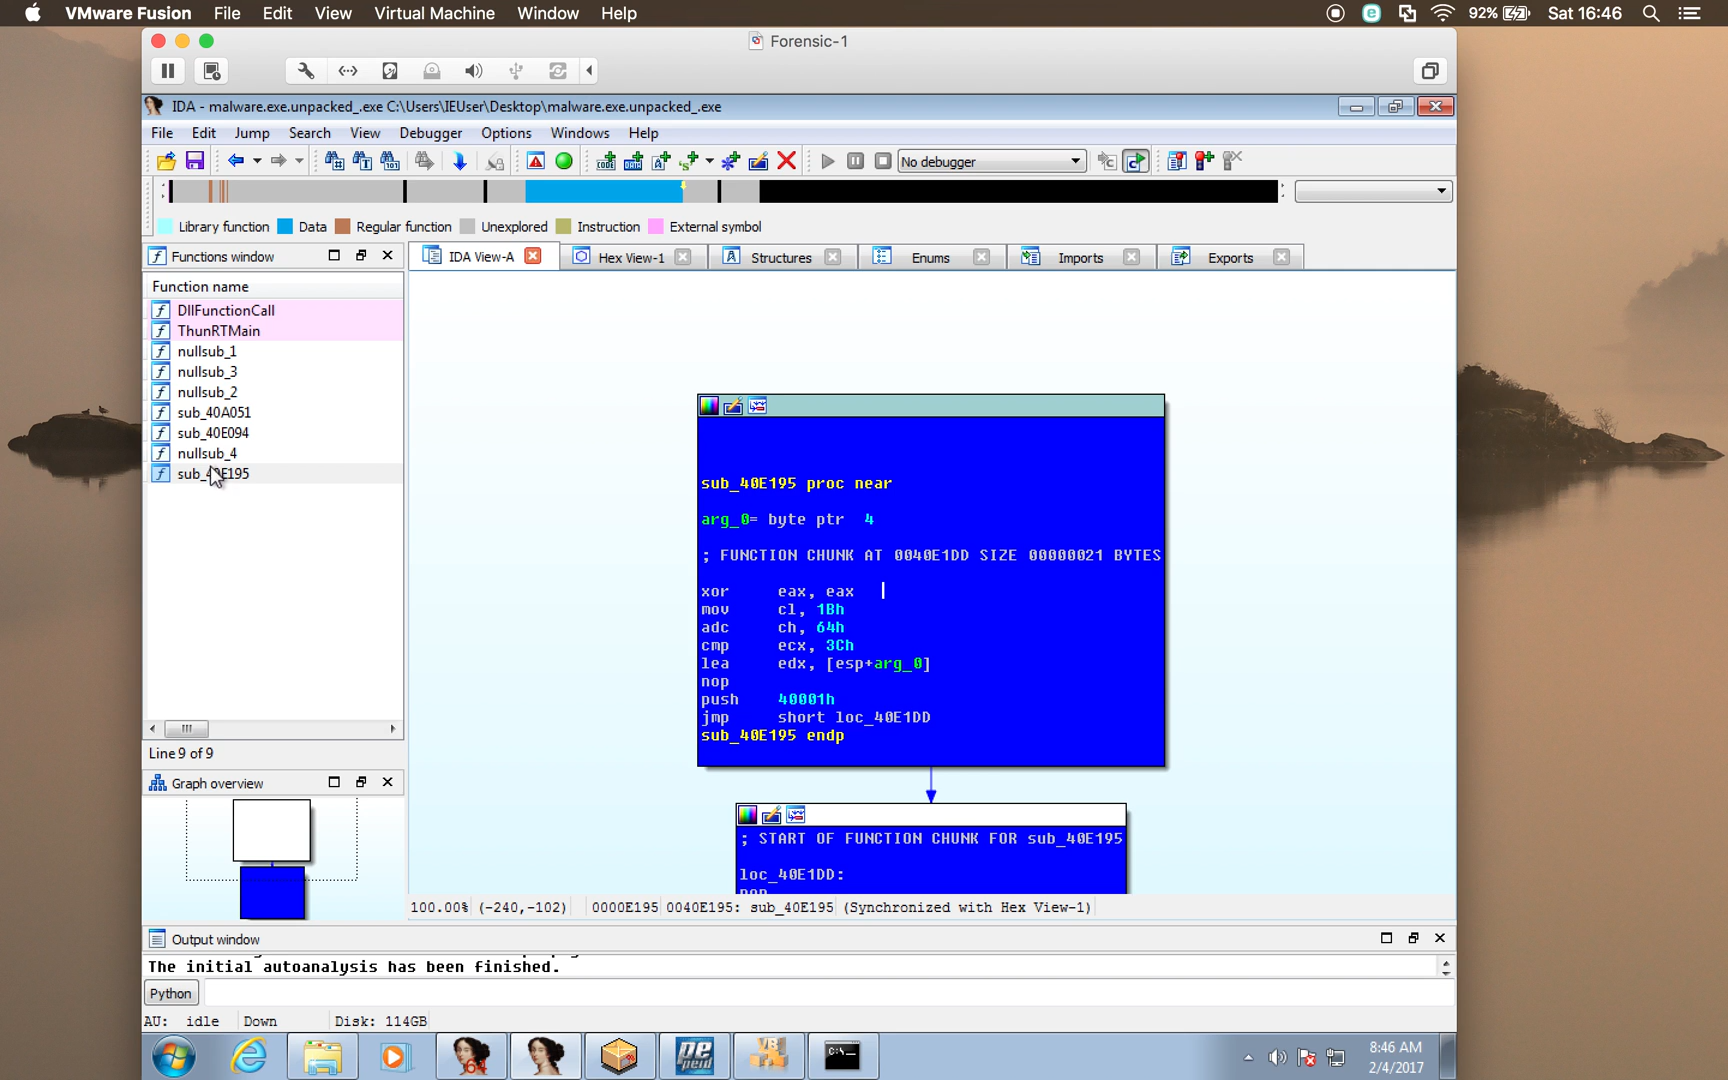 VMware Fusion File Edit View Virtual Machine Window Help 92% Sat 16:46
Forensic-1
IDA - malware.exe.unpacked_.exe C:\Users\IEUser\Desktop\malware.exe.unpacked_.exe
File Edit Jump Search View Debugger Options Windows Help
No debugger
Library function Data Regular function Unexplored Instruction External symbol
Functions window
IDA View-A Hex View-1 Structures Enums Imports Exports
Function name
DllFunctionCall
ThunRTMain
nullsub_1
nullsub_3
nullsub_2
sub_40A051
sub_40E094
nullsub_4
sub_40E195
Line 9 of 9
Graph overview
sub_40E195 proc near
arg_0= byte ptr 4
; FUNCTION CHUNK AT 0040E1DD SIZE 00000021 BYTES
xor eax, eax
mov cl, 1Bh
adc ch, 64h
cmp ecx, 3Ch
lea edx, [esp+arg_0]
nop
push 40001h
jmp short loc_40E1DD
sub_40E195 endp
; START OF FUNCTION CHUNK FOR sub_40E195
loc_40E1DD:
nop
100.00% (-240,-102) 0000E195 0040E195: sub_40E195 (Synchronized with Hex View-1)
Output window
The initial autoanalysis has been finished.
Python
AU: idle Down Disk: 114GB
64
PE
PEiD
VB
C:\
8:46 AM
2/4/2017